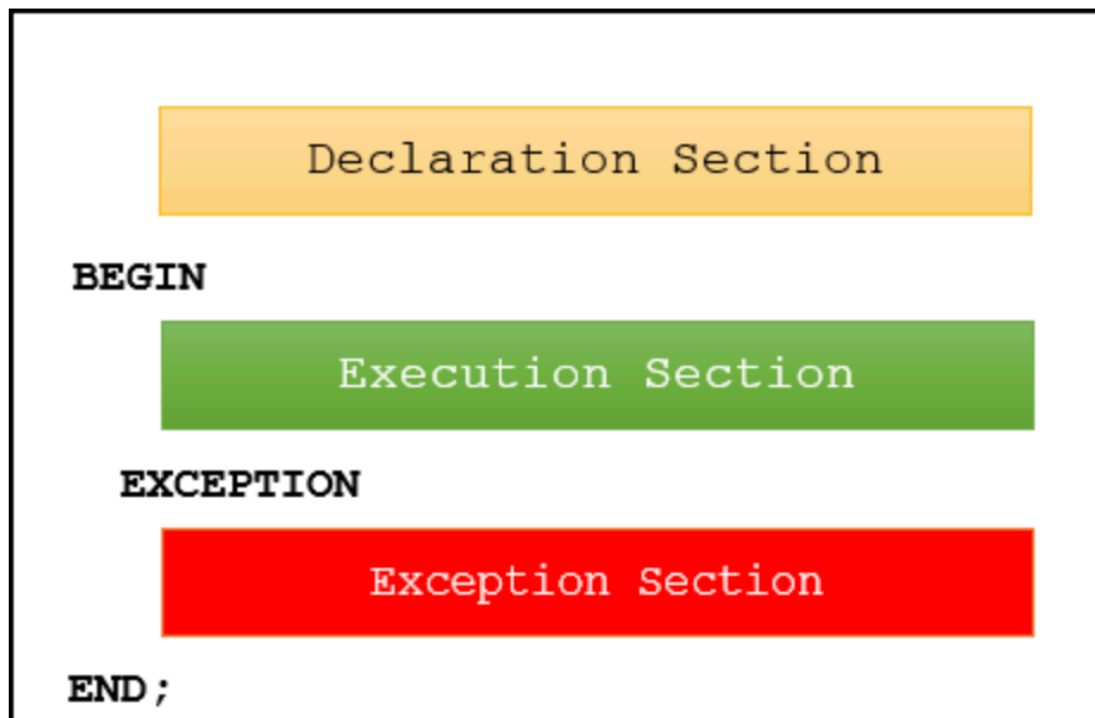 Declaration Section
BEGIN
Execution Section
EXCEPTION
Exception Section
END;